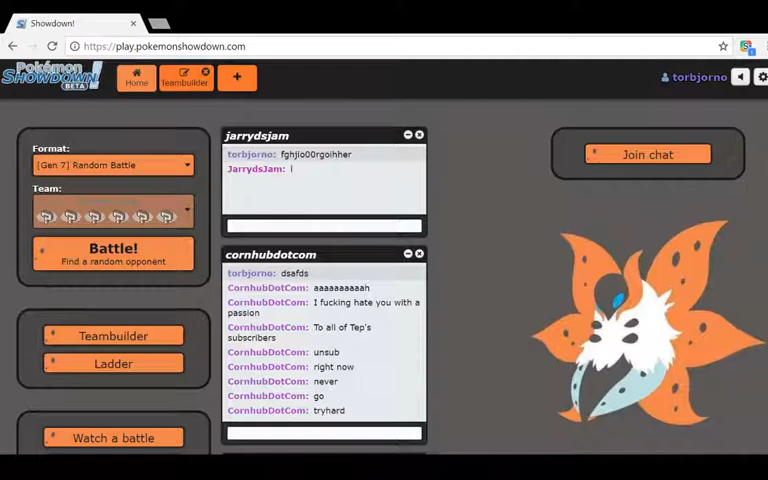 Showdown!
https://play.pokemonshowdown.com
Pokémon
SHOWDOWN!
BETA
Home
Teambuilder
torbjorno
Format:
[Gen 7] Random Battle
Team:
Battle!
Find a random opponent
Teambuilder
Ladder
Watch a battle
jarrydsjam
torbjorno: fghjio00rgoihher
JarrydsJam: I
cornhubdotcom
torbjorno: dsafds
CornhubDotCom: aaaaaaaaaah
CornhubDotCom: I fucking hate you with a
passion
CornhubDotCom: To all of Tep's
subscribers
CornhubDotCom: unsub
CornhubDotCom: right now
CornhubDotCom: never
CornhubDotCom: go
CornhubDotCom: tryhard
Join chat